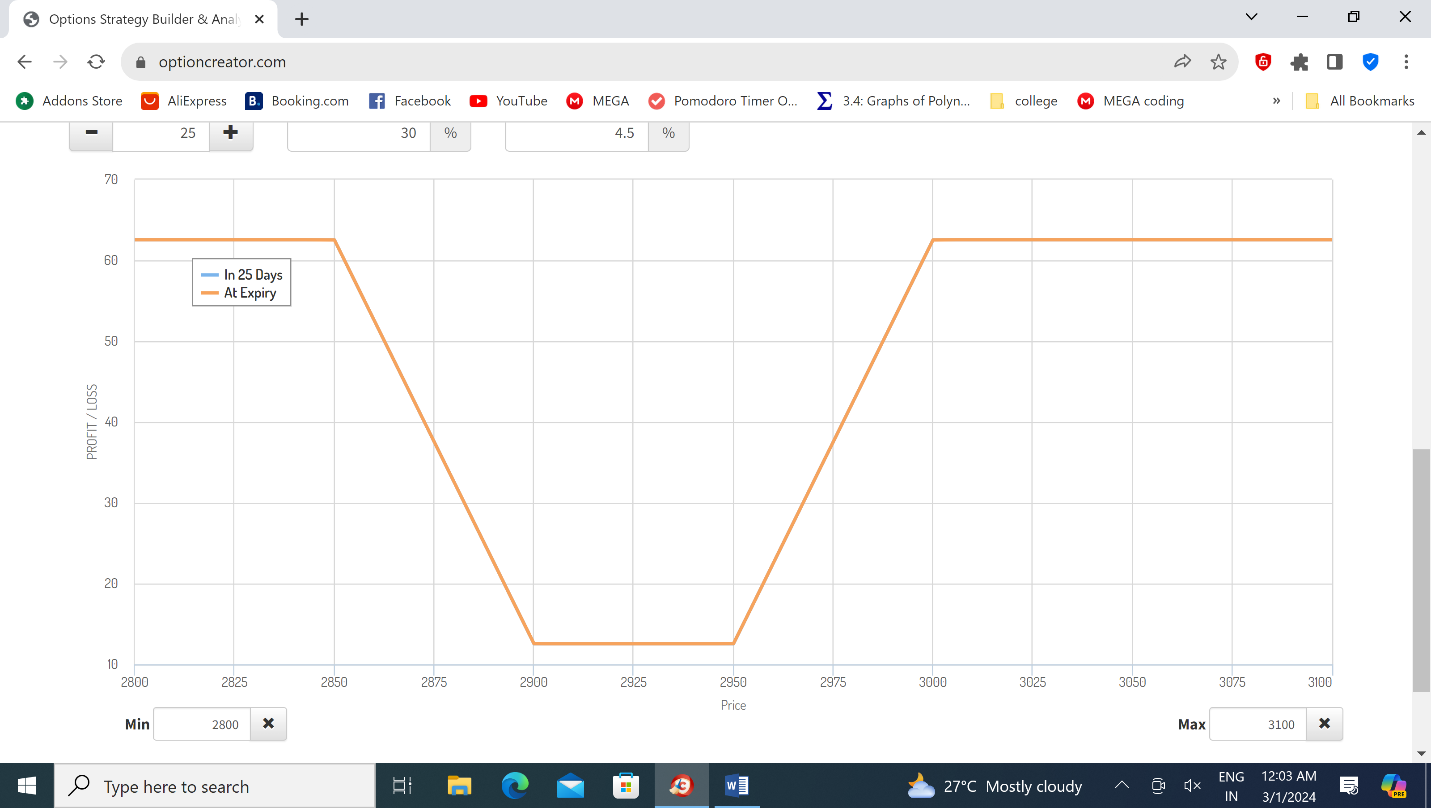 Options Strategy Builder & Anal
optioncreator.com
Addons Store AliExpress B. Booking.com Facebook YouTube MEGA Pomodoro Timer O... Σ 3.4: Graphs of Polyn... college MEGA coding » All Bookmarks
25 30 % 4.5 %
70
60
50
40
30
20
10
PROFIT / LOSS
In 25 Days
At Expiry
2800 2825 2850 2875 2900 2925 2950 2975 3000 3025 3050 3075 3100
Price
Min 2800 Max 3100
Type here to search
27°C Mostly cloudy
ENG
IN
12:03 AM
3/1/2024
PRE